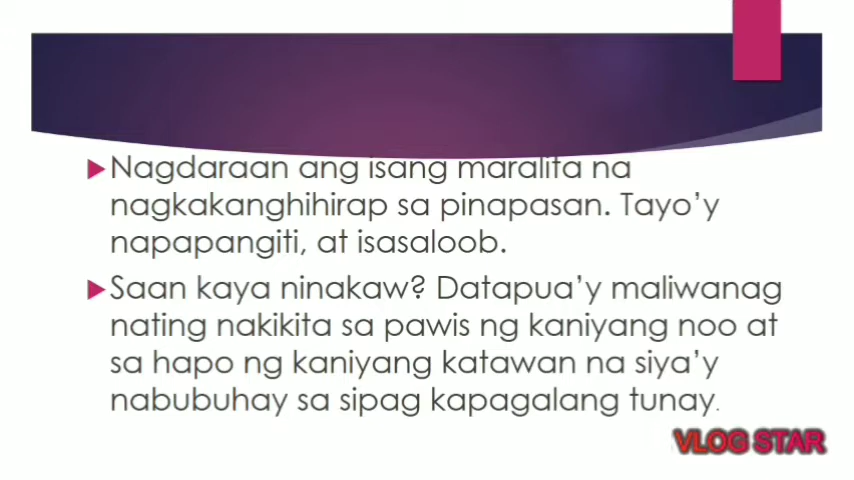 Nagdaraan ang isang maralita na
nagkakanghihirap sa pinapasan. Tayo'y
napapangiti, at isasaloob.
Saan kaya ninakaw? Datapua'y maliwanag
nating nakikita sa pawis ng kaniyang noo at
sa hapo ng kaniyang katawan na siya'y
nabubuhay sa sipag kapagalang tunay.
VLOG STAR